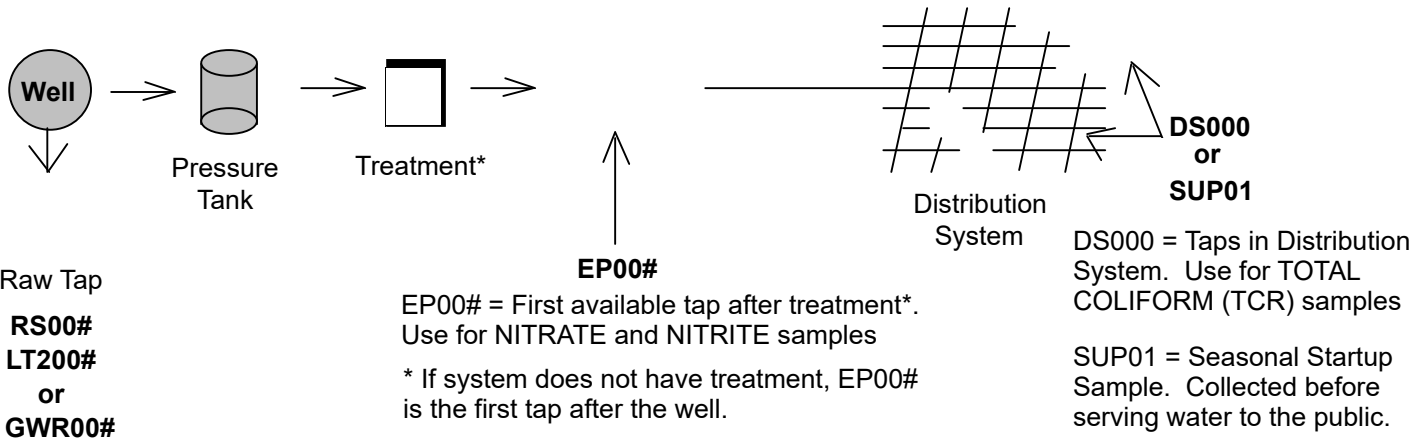 Well
Pressure
Tank
Treatment*
Distribution
System
DS000
or
SUP01
Raw Tap
RS00#
LT200#
or
GWR00#
EP00#
EP00# = First available tap after treatment*.
Use for NITRATE and NITRITE samples
* If system does not have treatment, EP00#
is the first tap after the well.
DS000 = Taps in Distribution
System. Use for TOTAL
COLIFORM (TCR) samples
SUP01 = Seasonal Startup
Sample. Collected before
serving water to the public.